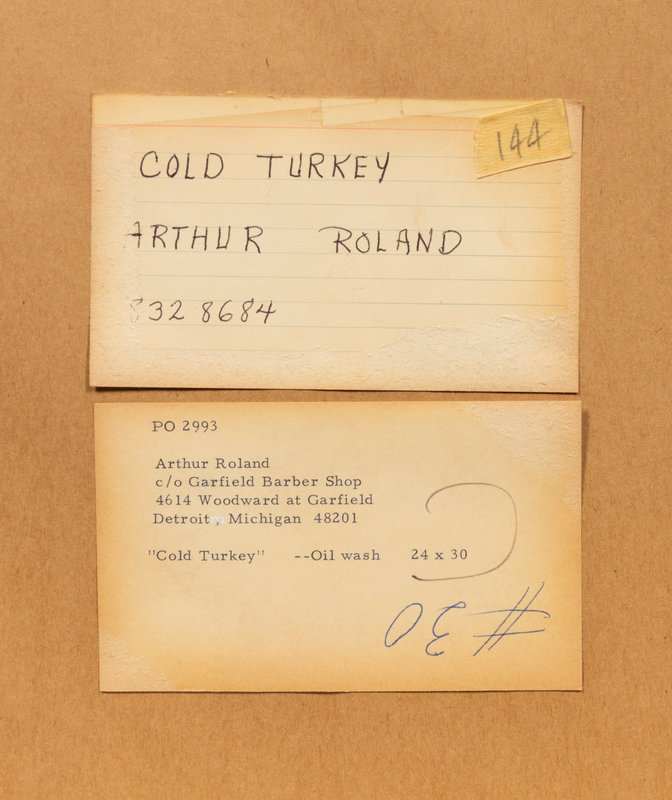 144
COLD TURKEY
ARTHUR ROLAND
832 8684
PO 2993
Arthur Roland
c/o Garfield Barber Shop
4614 Woodward at Garfield
Detroit, Michigan 48201
"Cold Turkey" --Oil wash 24 x 30
#30